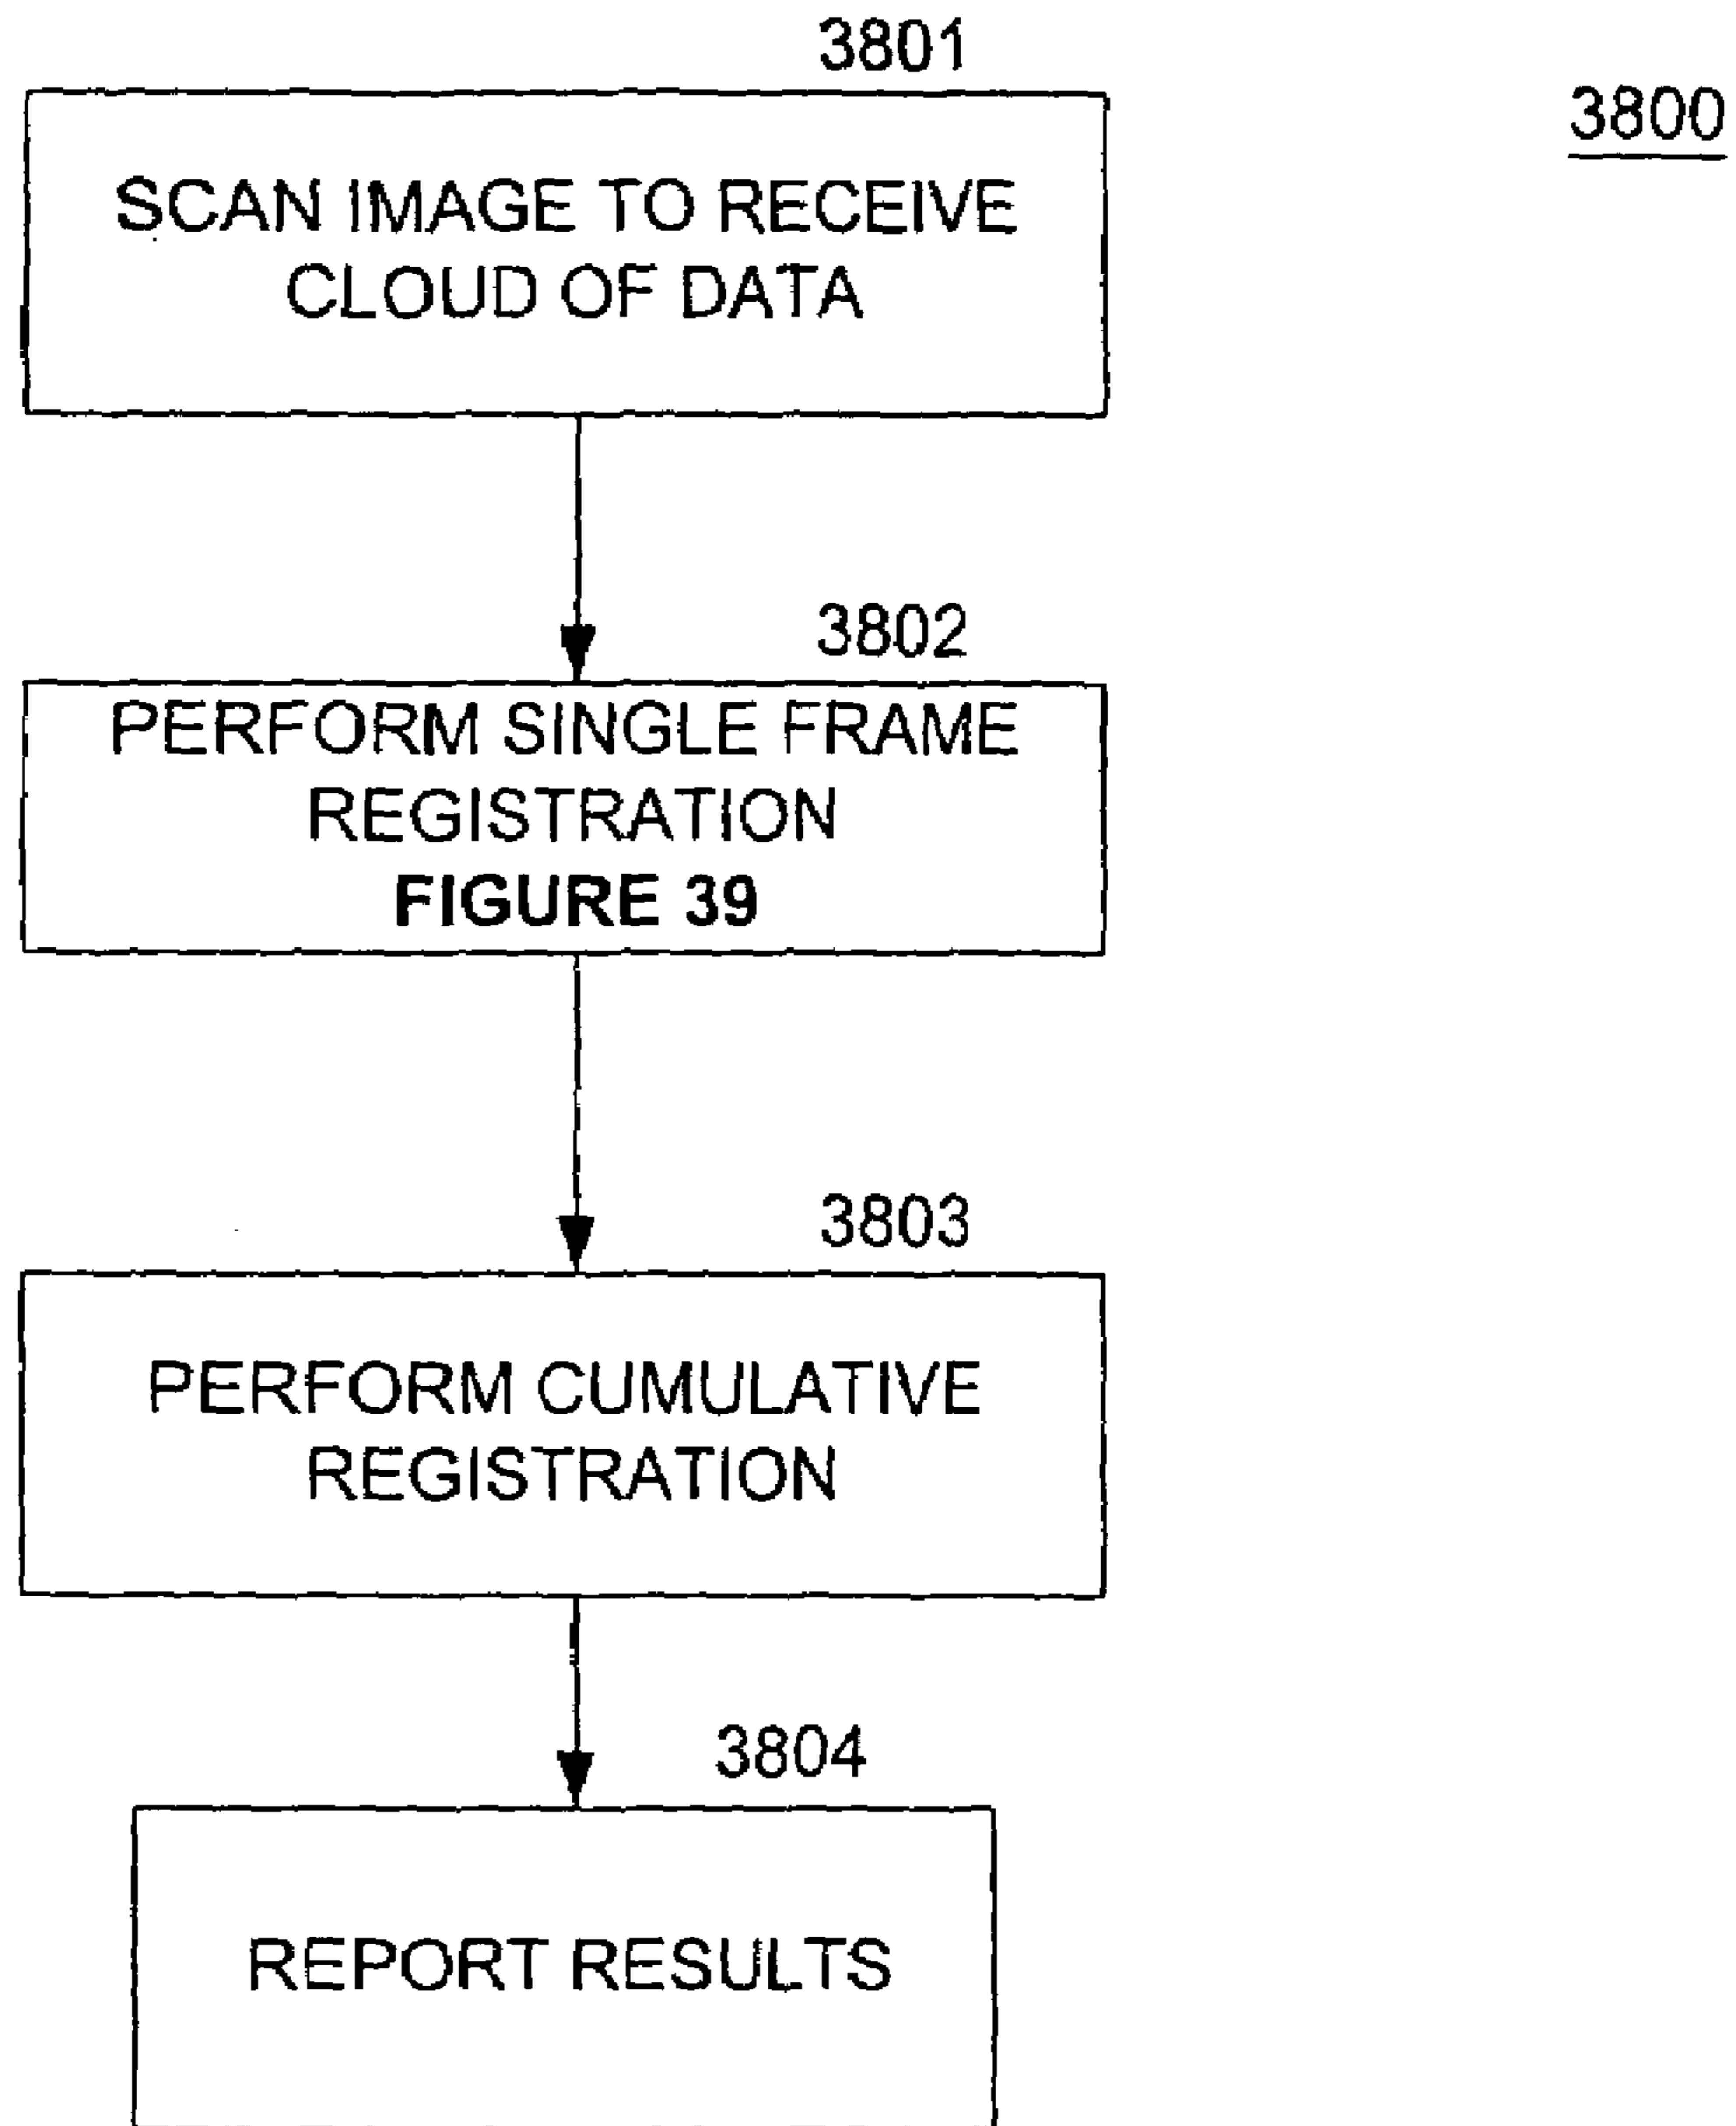 3801
3800
SCAN IMAGE TO RECEIVE
CLOUD OF DATA
3802
PERFORM SINGLE FRAME
REGISTRATION
FIGURE 39
3803
PERFORM CUMULATIVE
REGISTRATION
3804
REPORT RESULTS